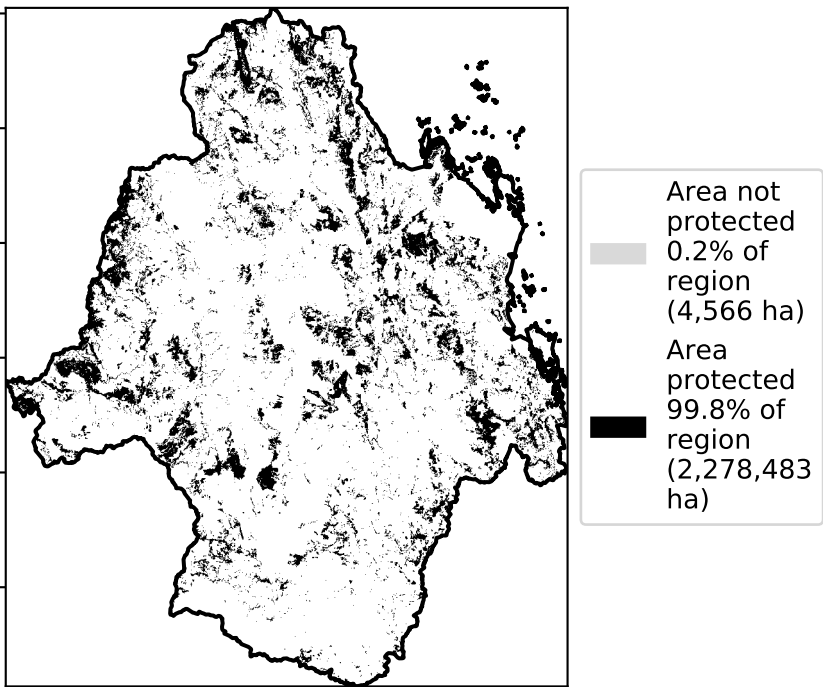 Area not
protected
0.2% of
region
(4,566 ha)
Area
protected
99.8% of
region
(2,278,483
ha)